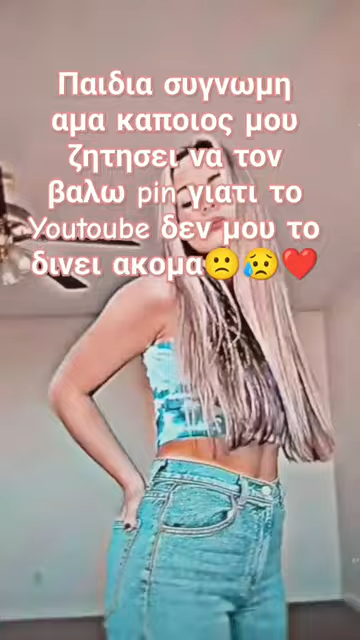 Παιδια συγνωμη
αμα καποιος μου
ζητησει να τον
βαλω pin γιατι το
Youtoube δεν μου το
δινει ακομα🙁😥❤️